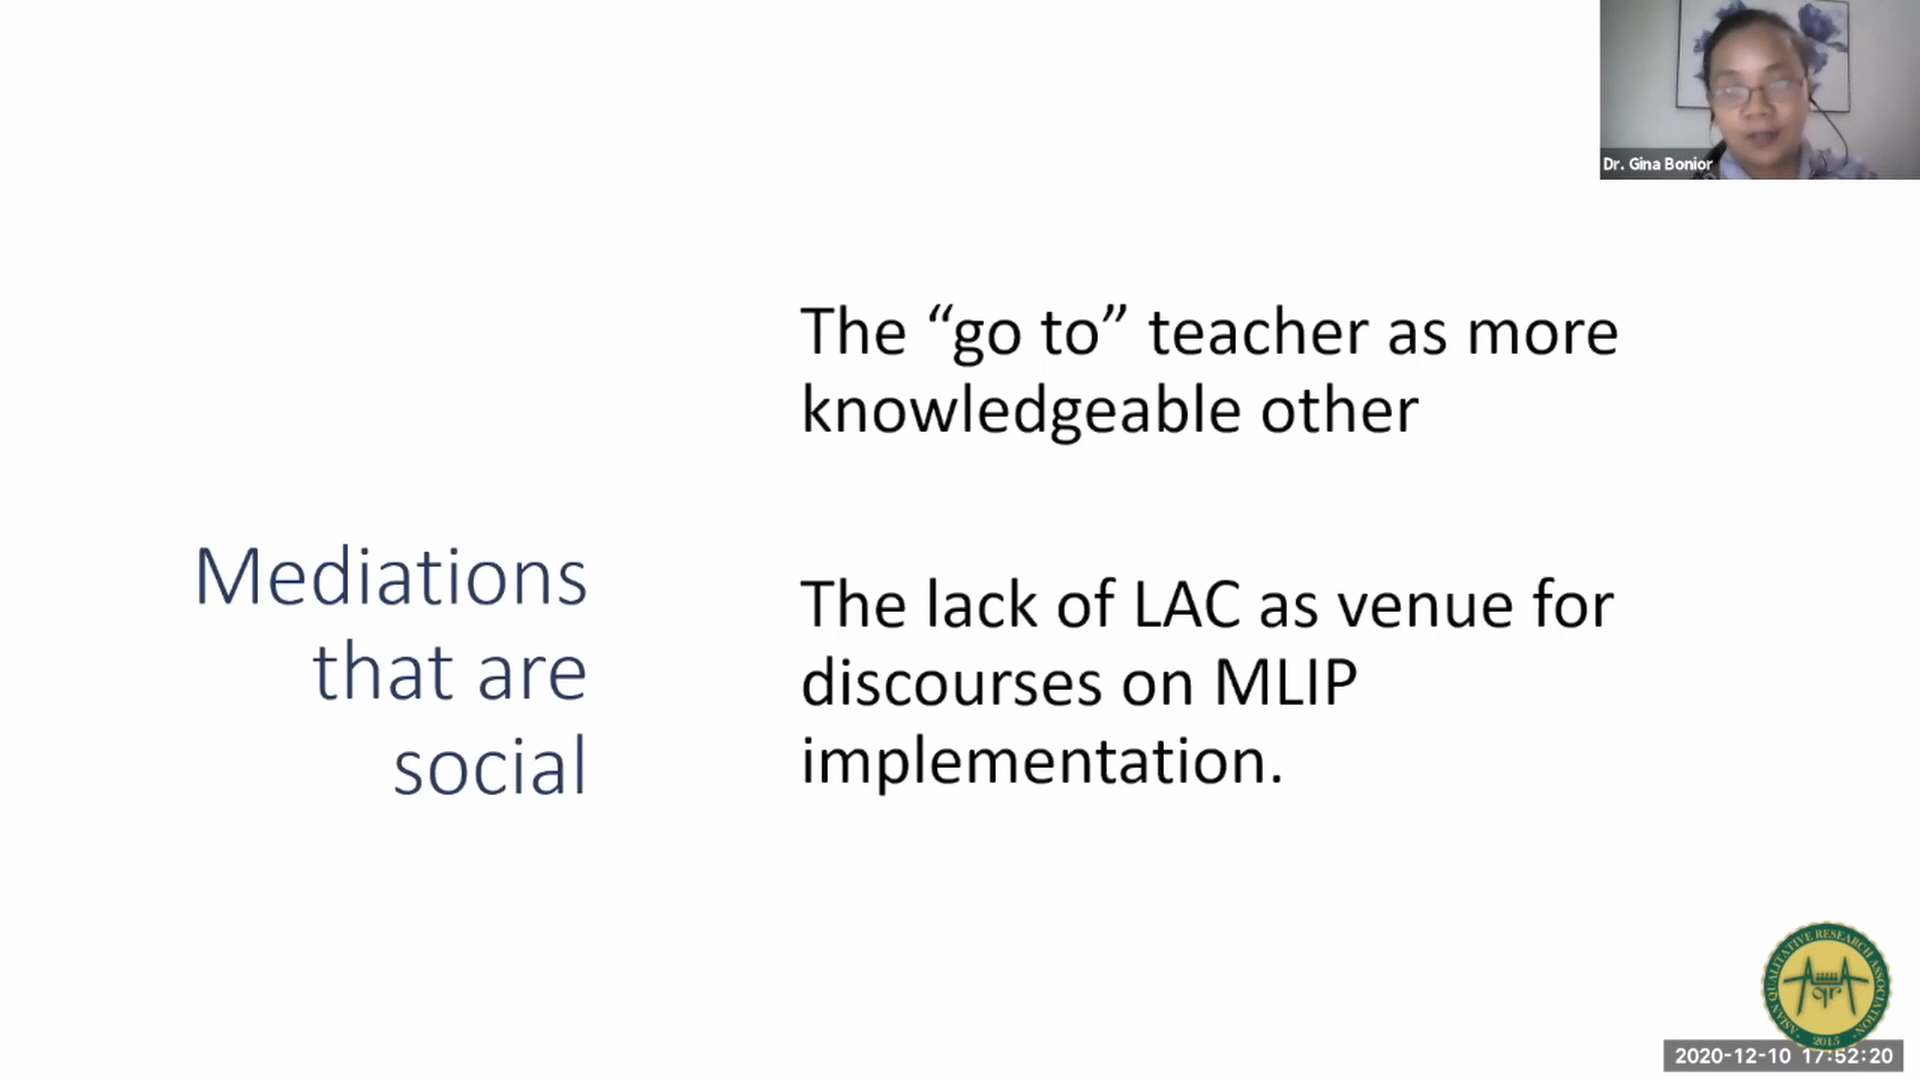 Dr. Gina Bonior
The “go to” teacher as more
knowledgeable other
Mediations
that are
social
The lack of LAC as venue for
discourses on MLIP
implementation.
ASIAN QUALITATIVE RESEARCH ASSOCIATION
qr
2015
2020-12-10 17:52:20